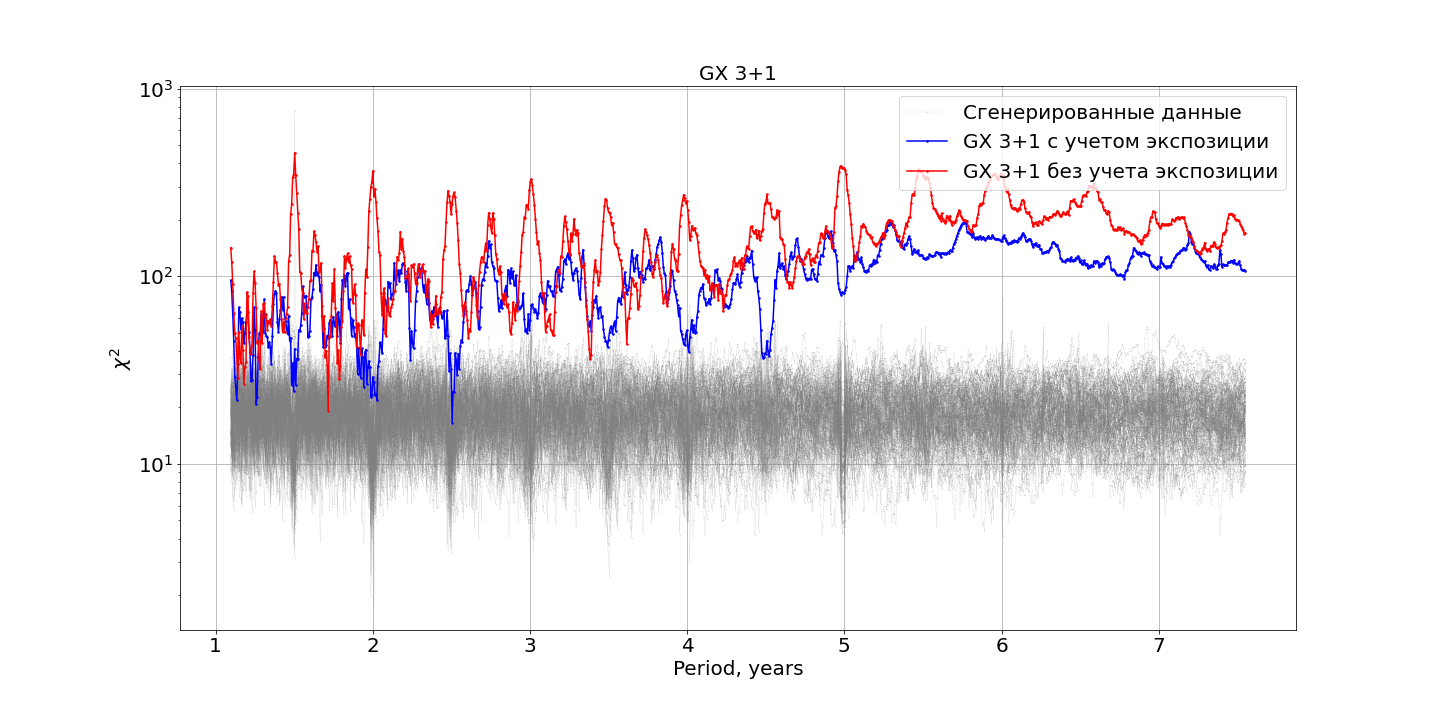 GX 3+1
10³
10²
10¹
χ²
Сгенерированные данные
GX 3+1 с учетом экспозиции
GX 3+1 без учета экспозиции
1 2 3 4 5 6 7
Period, years